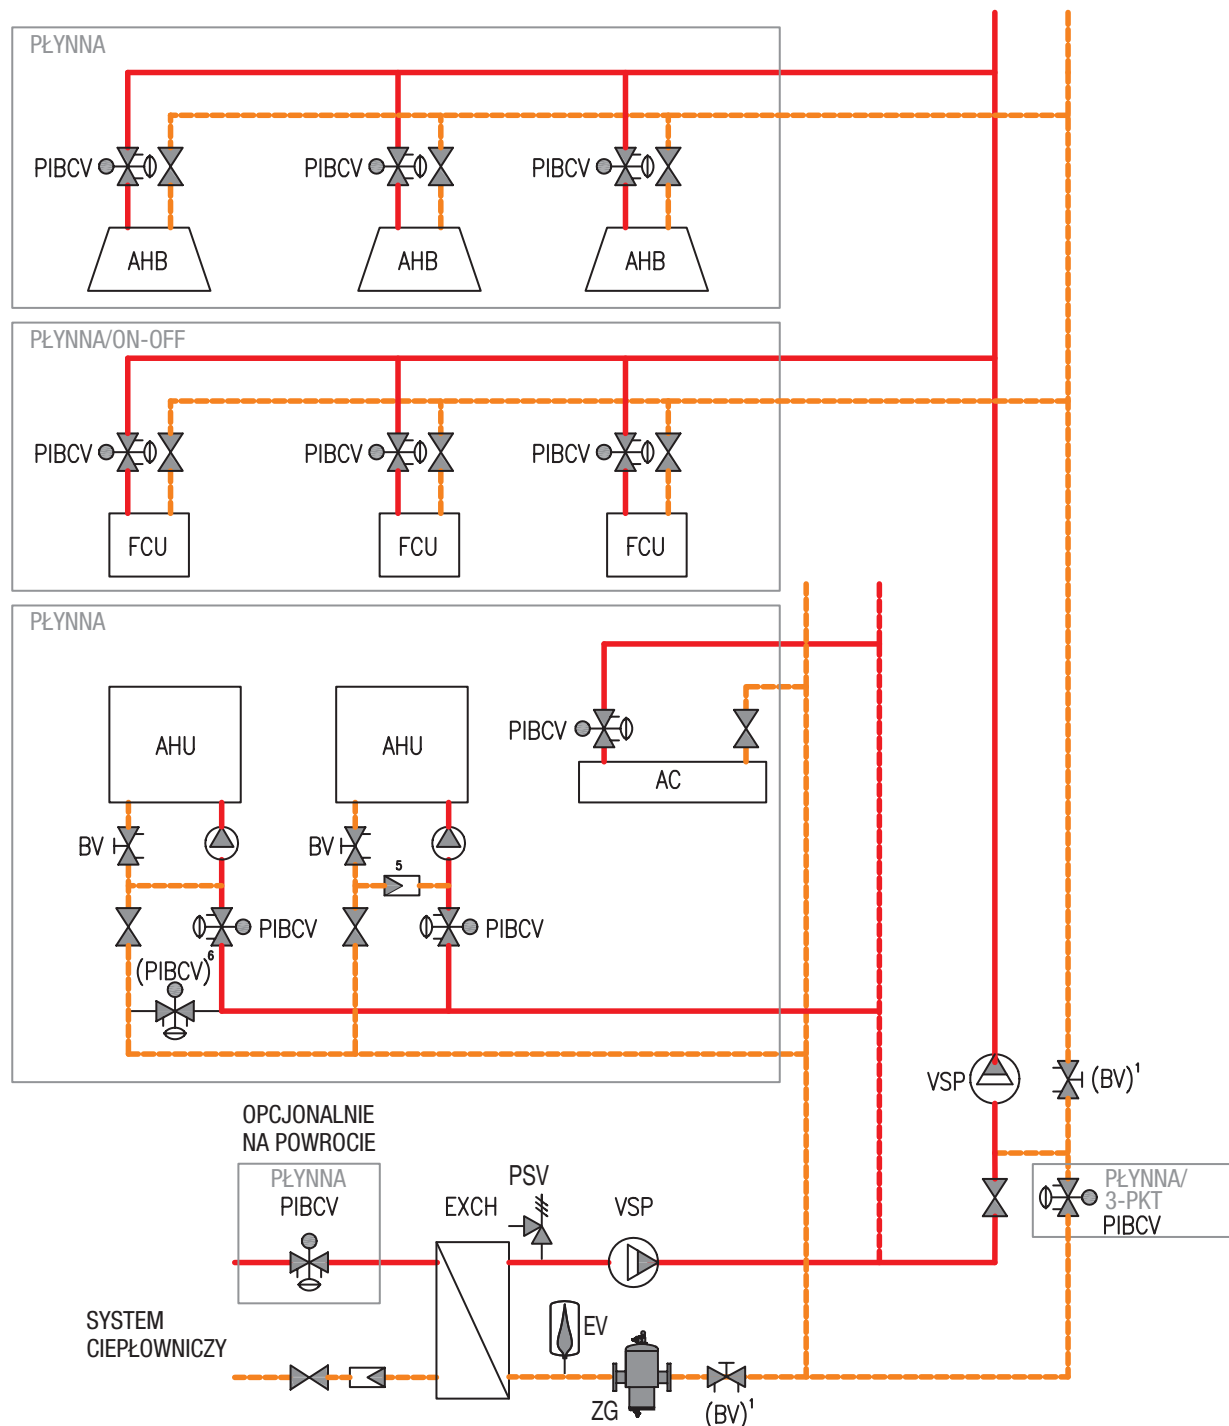 PŁYNNA
PIBCV
PIBCV
PIBCV
AHB
AHB
AHB
PŁYNNA/ON-OFF
PIBCV
PIBCV
PIBCV
FCU
FCU
FCU
PŁYNNA
AHU
AHU
PIBCV
AC
BV
BV
5
PIBCV
PIBCV
(PIBCV)⁶
VSP
(BV)¹
OPCJONALNIE
NA POWROCIE
PŁYNNA
PIBCV
EXCH
PSV
VSP
PŁYNNA/
3-PKT
PIBCV
SYSTEM
CIEPŁOWNICZY
EV
ZG
(BV)¹